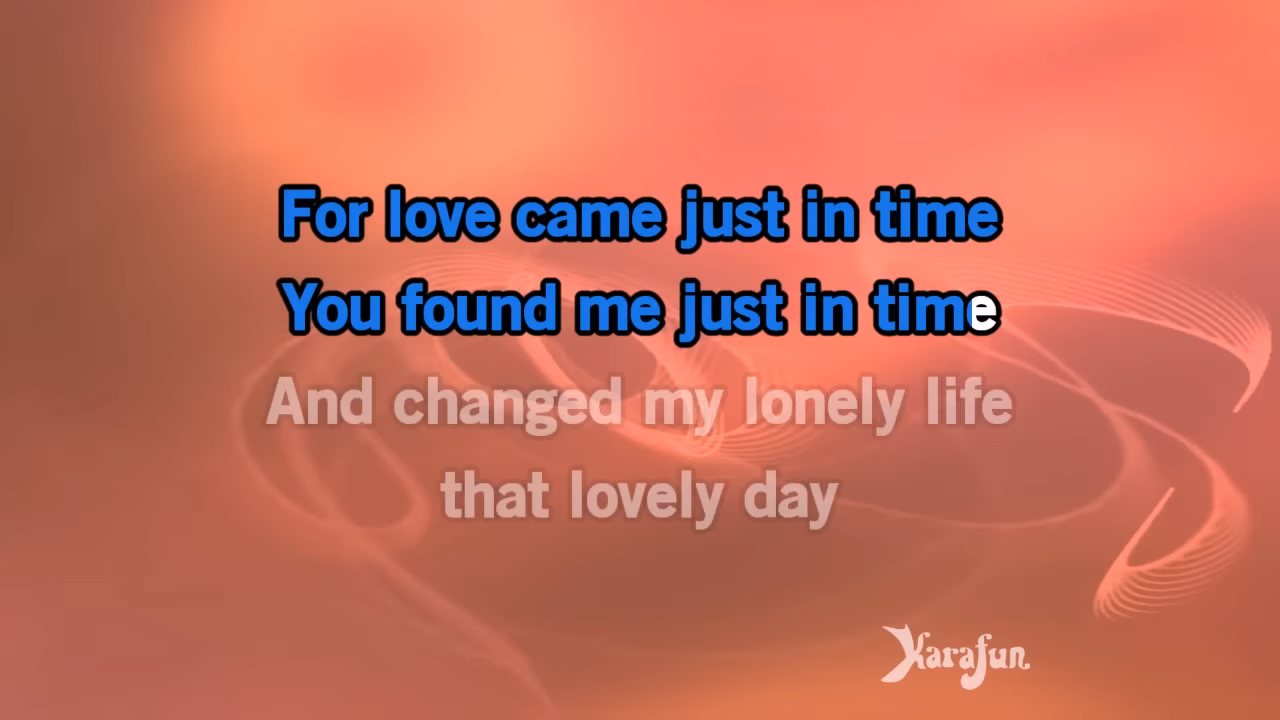 For love came just in time
You found me just in time
And changed my lonely life
that lovely day
Karafun